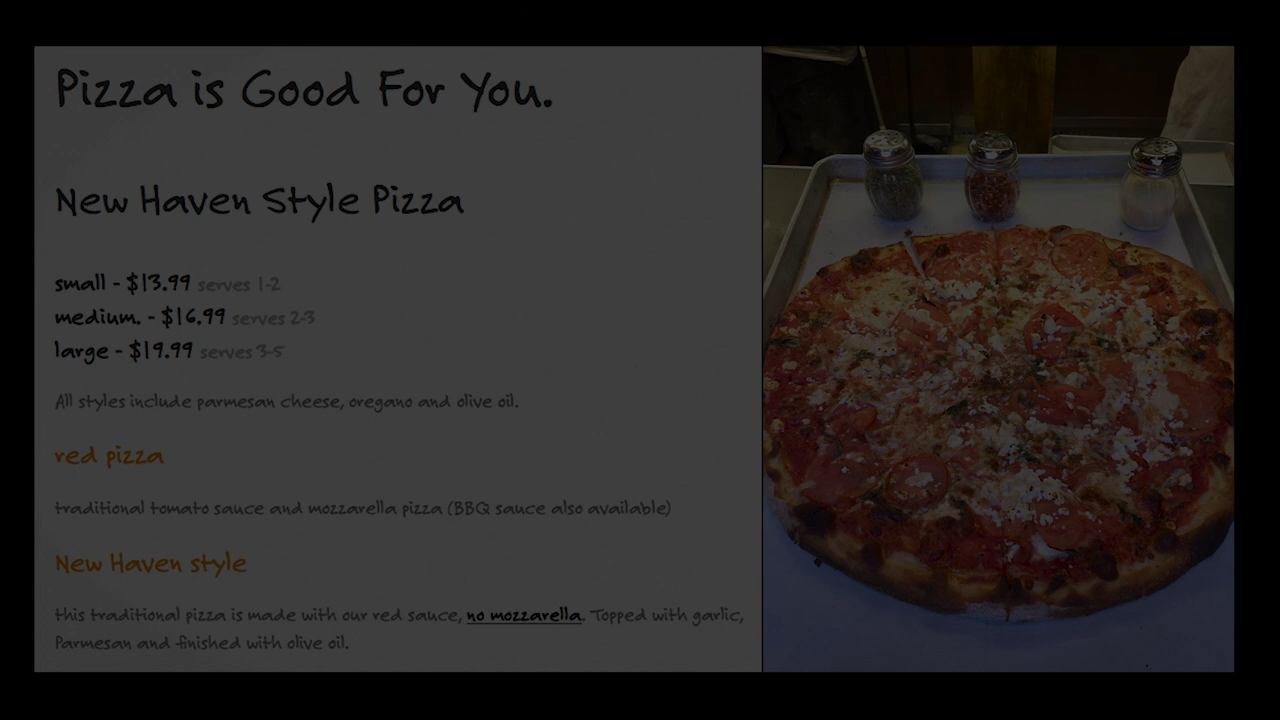 Pizza is Good For You.
New Haven Style Pizza
small - $13.99 serves 1-2
medium. - $16.99 serves 2-3
large - $19.99 serves 3-5
All styles include parmesan cheese, oregano and olive oil.
red pizza
traditional tomato sauce and mozzarella pizza (BBQ sauce also available)
New Haven style
this traditional pizza is made with our red sauce, no mozzarella. Topped with garlic,
Parmesan and finished with olive oil.